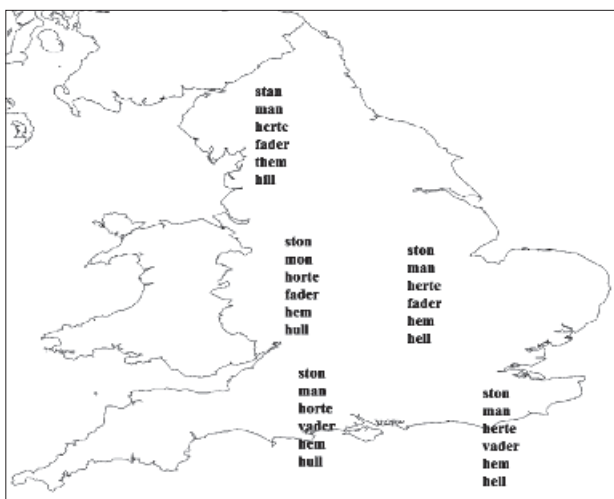 stan
man
herte
fader
them
hill
ston
mon
horte
fader
hem
hull
ston
man
herte
fader
hem
hell
ston
man
horte
vader
hem
hull
ston
man
herte
vader
hem
hell